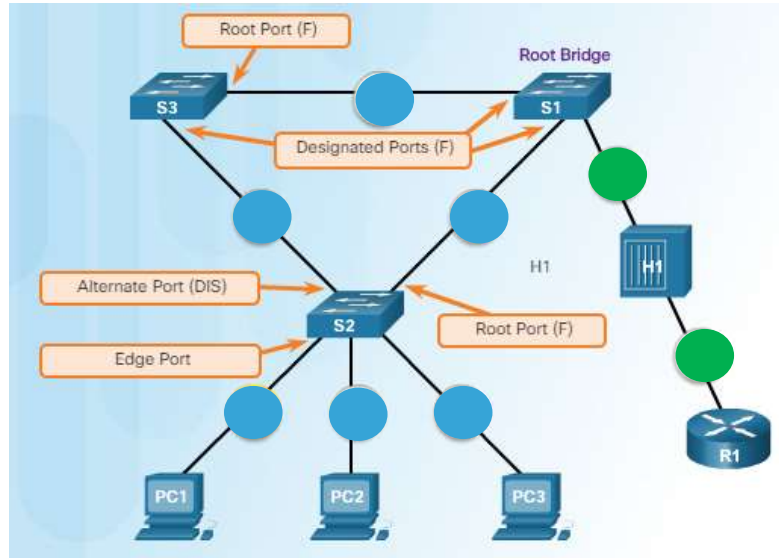 Root Port (F)
Root Bridge
S3
S1
Designated Ports (F)
H1
H1
Alternate Port (DIS)
S2
Root Port (F)
Edge Port
R1
PC1
PC2
PC3